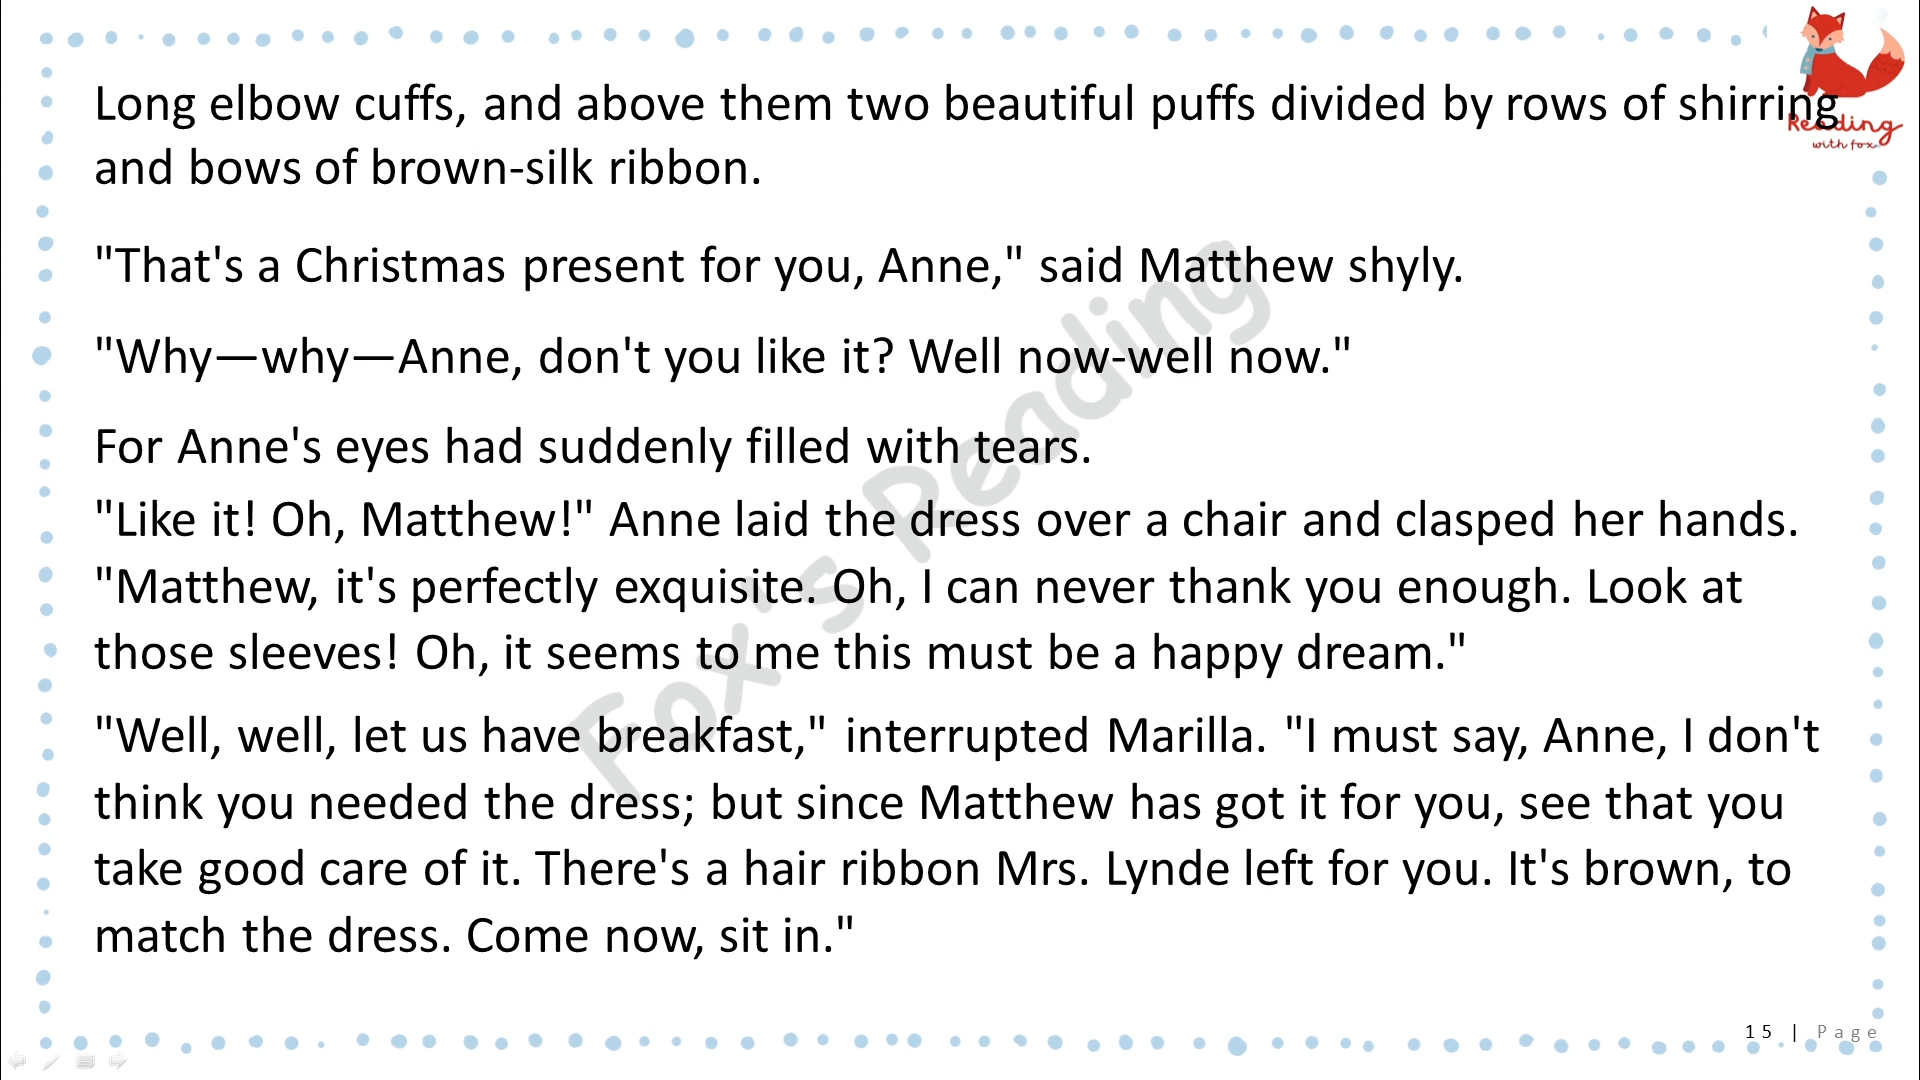 Long elbow cuffs, and above them two beautiful puffs divided by rows of shirring
Reading
with fox
and bows of brown-silk ribbon.
"That's a Christmas present for you, Anne," said Matthew shyly.
"Why—why—Anne, don't you like it? Well now-well now."
For Anne's eyes had suddenly filled with tears.
"Like it! Oh, Matthew!" Anne laid the dress over a chair and clasped her hands.
"Matthew, it's perfectly exquisite. Oh, I can never thank you enough. Look at
those sleeves! Oh, it seems to me this must be a happy dream."
"Well, well, let us have breakfast," interrupted Marilla. "I must say, Anne, I don't
think you needed the dress; but since Matthew has got it for you, see that you
take good care of it. There's a hair ribbon Mrs. Lynde left for you. It's brown, to
match the dress. Come now, sit in."
Fox's Reading
15 | Page